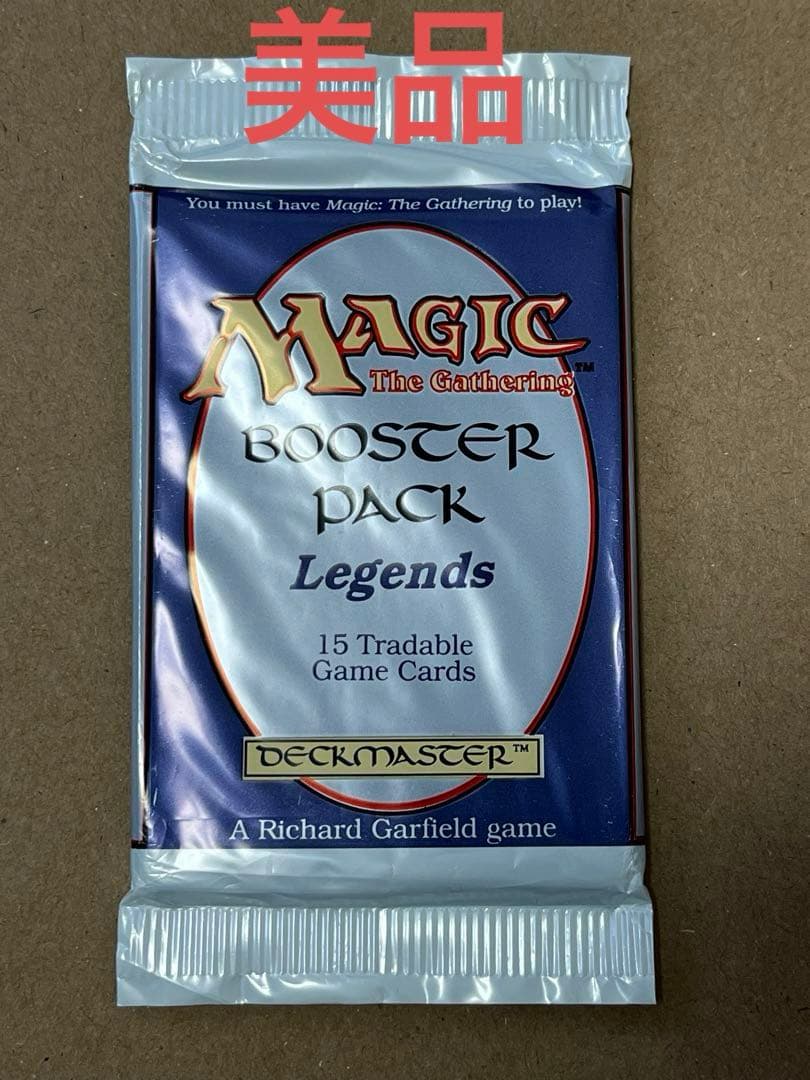 美品
You must have Magic: The Gathering to play!
MAGIC
The Gathering™
BOOSTER
PACK
Legends
15 Tradable
Game Cards
DECKMASTER™
A Richard Garfield game